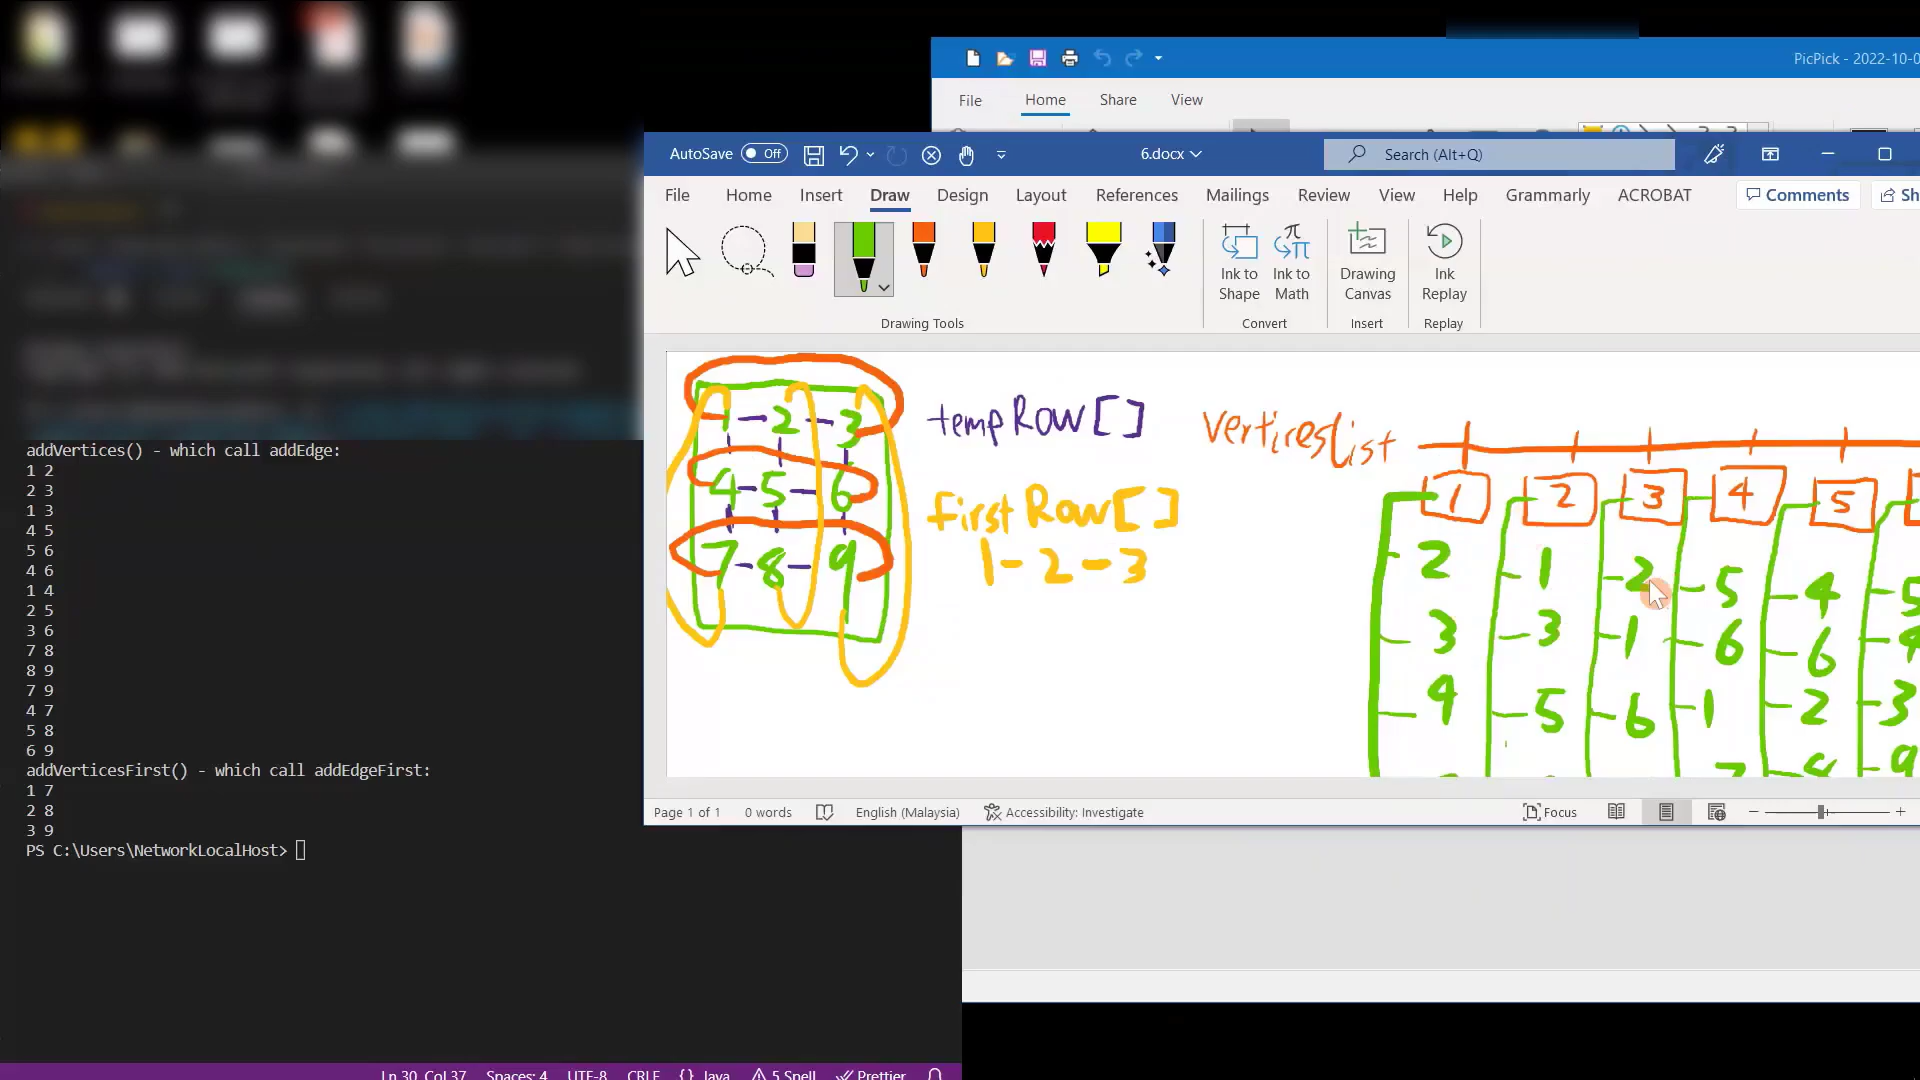 PicPick - 2022-10-0
File Home Share View
AutoSave Off 6.docx Search (Alt+Q)
File Home Insert Draw Design Layout References Mailings Review View Help Grammarly ACROBAT Comments Sh
Ink to Shape
Ink to Math
Drawing Canvas
Ink Replay
Drawing Tools Convert Insert Replay
1 - 2 - 3
4 - 5 - 6
7 - 8 - 9
tempRow[]
FirstRow[]
1 - 2 - 3
VerticesList
1 2 3 4 5
2 1 2 5 4 5
3 3 1 6 6 4
4 5 6 1 2 3
7 8 9
Page 1 of 1 0 words English (Malaysia) Accessibility: Investigate Focus
addVertices() - which call addEdge:
1 2
2 3
1 3
4 5
5 6
4 6
1 4
2 5
3 6
7 8
8 9
7 9
4 7
5 8
6 9
addVerticesFirst() - which call addEdgeFirst:
1 7
2 8
3 9
PS C:\Users\NetworkLocalHost>
Ln 30, Col 37 Spaces: 4 UTF-8 CRLF {} Java 5 Spell Prettier